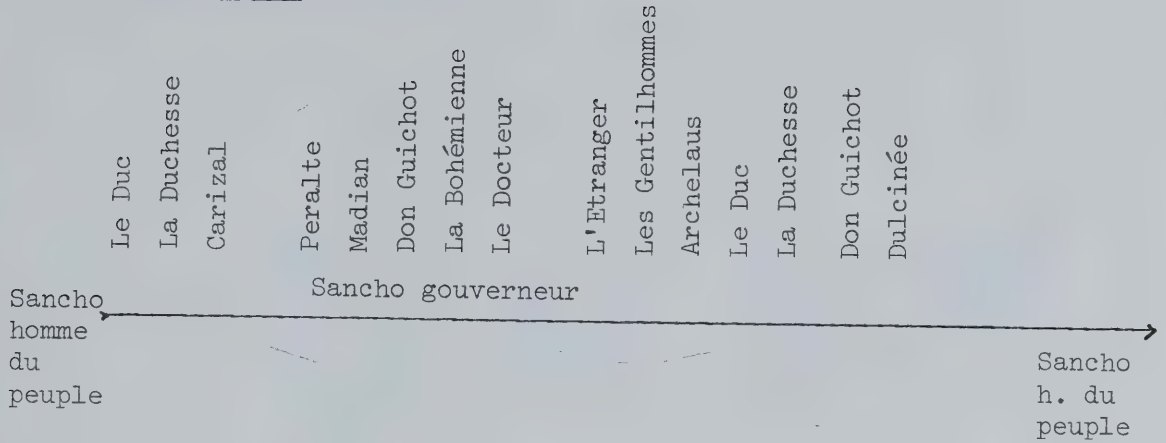 Le Duc
La Duchesse
Carizal
Peralte
Madian
Don Guichot
La Bohémienne
Le Docteur
L'Etranger
Les Gentilhommes
Archelaus
Le Duc
La Duchesse
Don Guichot
Dulcinée
Sancho gouverneur
Sancho
homme
du
peuple
Sancho
h. du
peuple